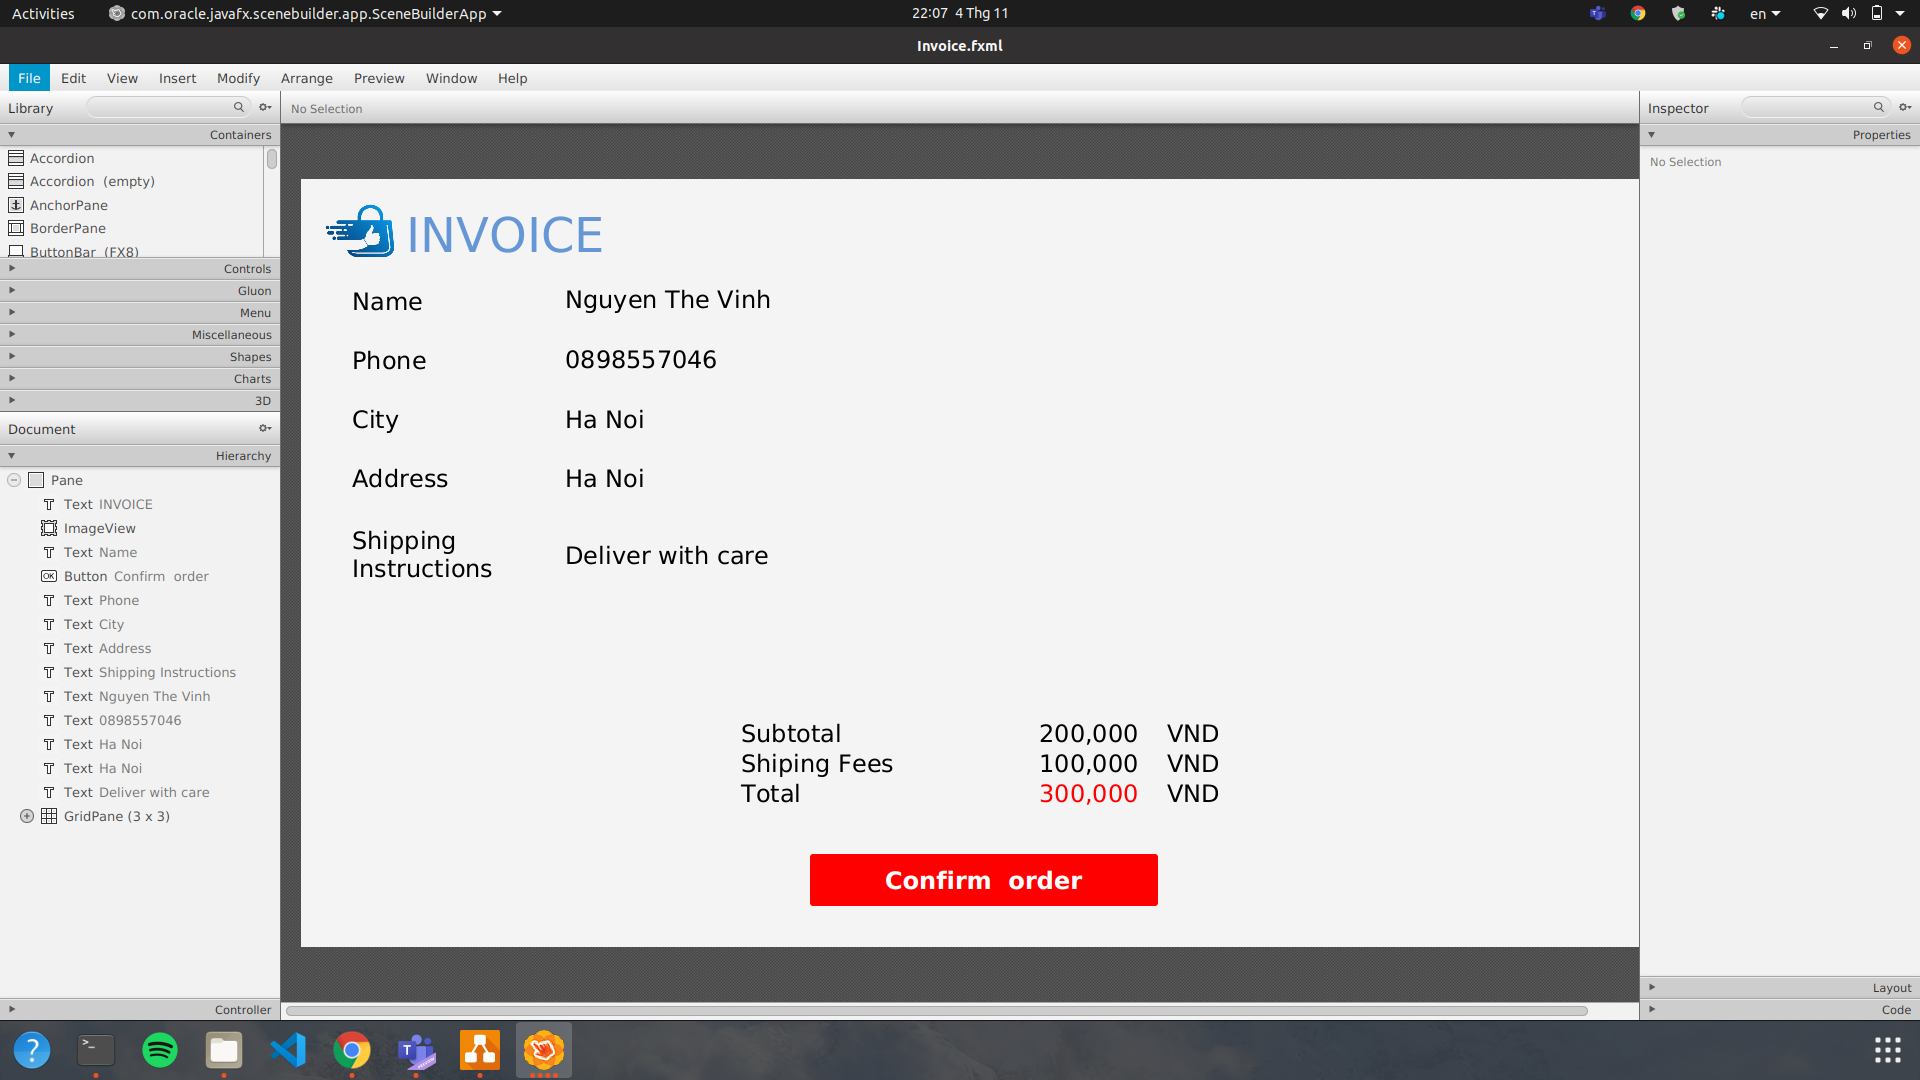 Activities com.oracle.javafx.scenebuilder.app.SceneBuilderApp 22:07 4 Thg 11 en
Invoice.fxml
File Edit View Insert Modify Arrange Preview Window Help
Library
No Selection
Inspector
Containers
Accordion
Accordion (empty)
AnchorPane
BorderPane
ButtonBar (FX8)
Controls
Gluon
Menu
Miscellaneous
Shapes
Charts
3D
Document
Hierarchy
Pane
Text INVOICE
ImageView
Text Name
OK Button Confirm order
Text Phone
Text City
Text Address
Text Shipping Instructions
Text Nguyen The Vinh
Text 0898557046
Text Ha Noi
Text Ha Noi
Text Deliver with care
GridPane (3 x 3)
Controller
INVOICE
Name Nguyen The Vinh
Phone 0898557046
City Ha Noi
Address Ha Noi
Shipping
Instructions
Deliver with care
Subtotal 200,000 VND
Shiping Fees 100,000 VND
Total 300,000 VND
Confirm order
Properties
No Selection
Layout
Code